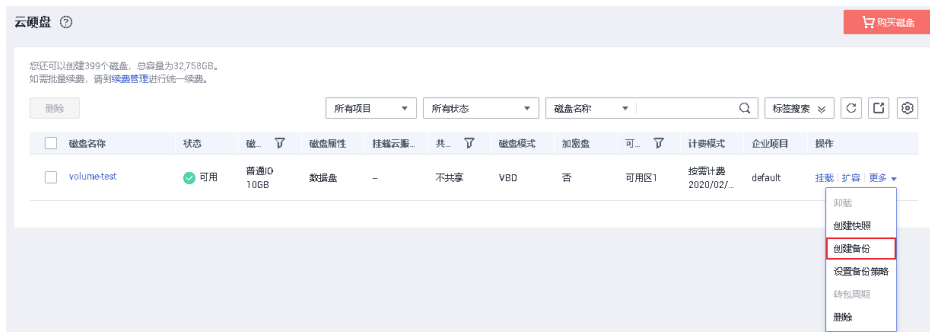 云硬盘
购买磁盘
您还可以创建399个磁盘，总容量为32,758GB。
如需批量续费，请到续费管理进行统一续费。
删除
所有项目
所有状态
磁盘名称
标签搜索
磁盘名称 状态 磁... 磁盘属性 挂载云服... 共... 磁盘模式 加密盘 可... 计费模式 企业项目 操作
volume-test 可用 普通IO 数据盘 -- 不共享 VBD 否 可用区1 按需计费 default 挂载 扩容 更多
10GB 2020/02/...
卸载
创建快照
创建备份
设置备份策略
转包周期
删除